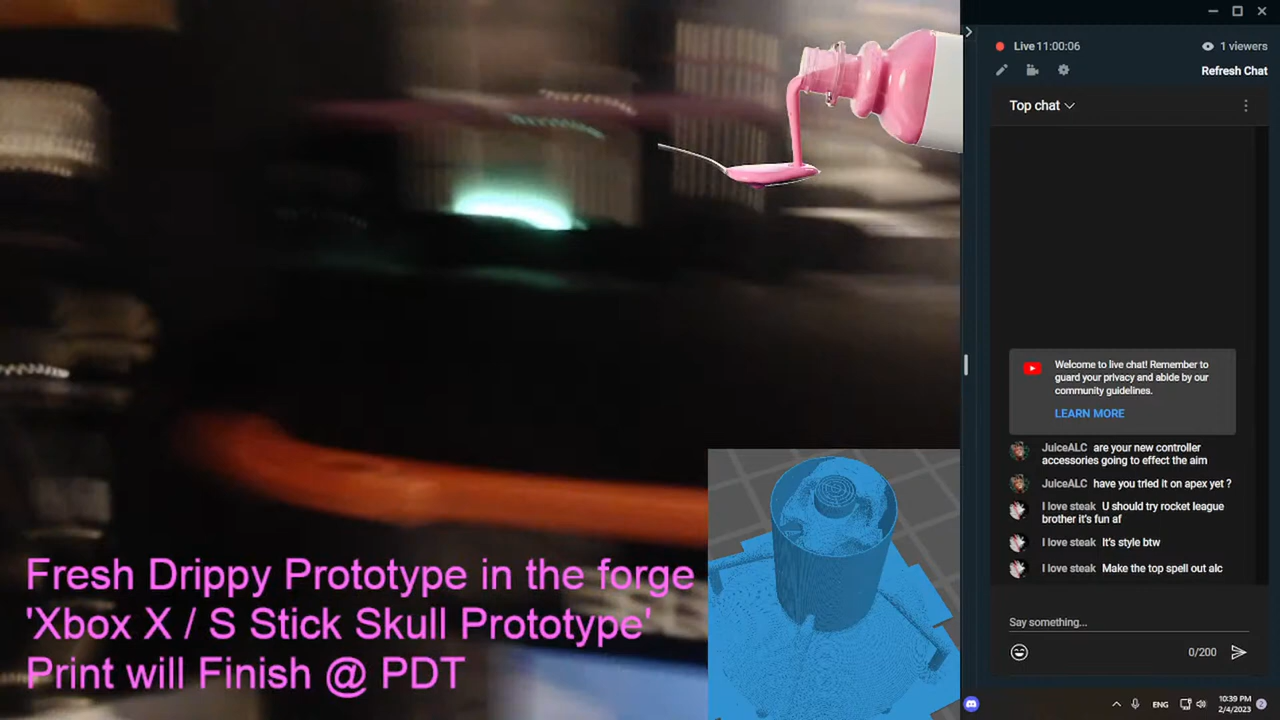 Live 11:00:06
1 viewers
Refresh Chat
Top chat
Welcome to live chat! Remember to
guard your privacy and abide by our
community guidelines.
LEARN MORE
JuiceALC are your new controller
accessories going to effect the aim
JuiceALC have you tried it on apex yet ?
I love steak U should try rocket league
brother it's fun af
I love steak It's style btw
I love steak Make the top spell out alc
Say something...
0/200
Fresh Drippy Prototype in the forge
'Xbox X / S Stick Skull Prototype'
Print will Finish @ PDT
ENG
10:39 PM
2/4/2023
2